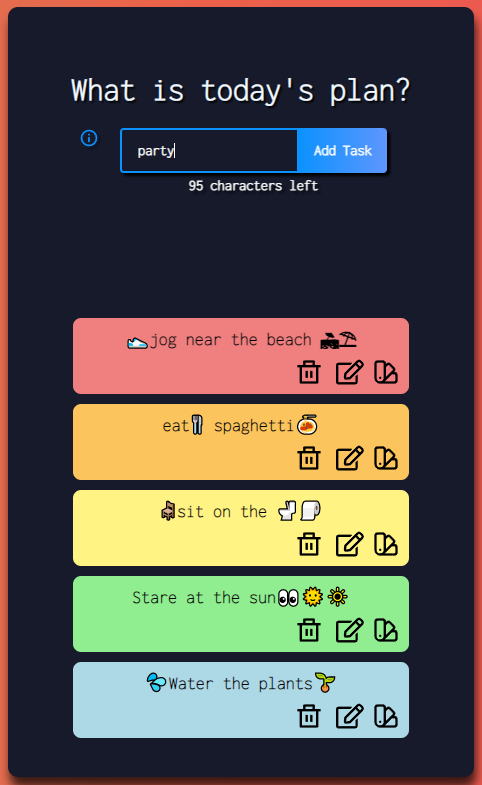 What is today's plan?
party
Add Task
95 characters left
👟jog near the beach 🏖⛱
eat🍴 spaghetti🍝
🪑sit on the 🚽🧻
Stare at the sun👀🌞☀
💦Water the plants🌱